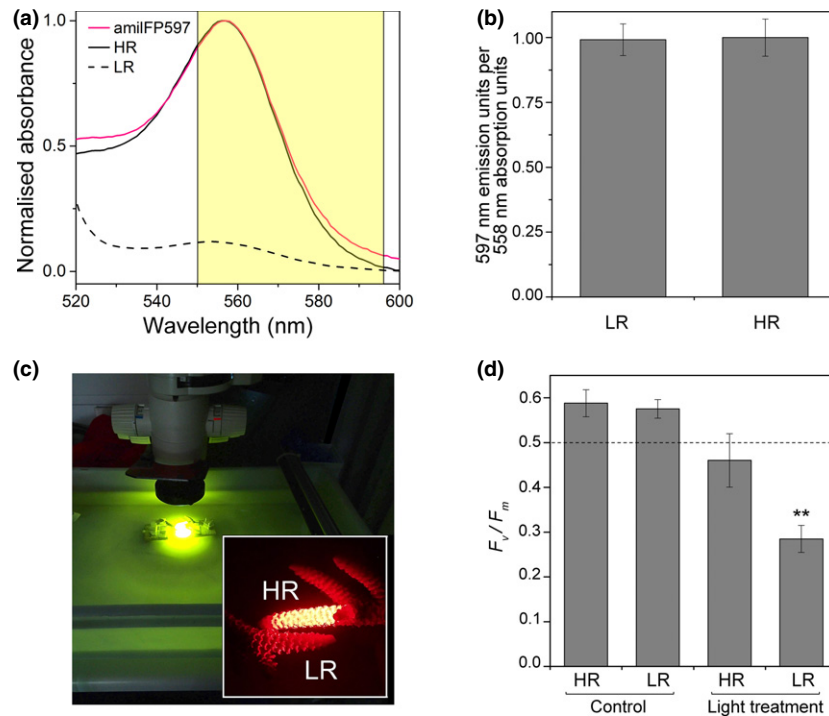 (a)
amilFP597
HR
LR
Normalised absorbance
1.0
0.5
0.0
520 540 560 580 600
Wavelength (nm)
(b)
597 nm emission units per
558 nm absorption units
1.00
0.75
0.50
0.25
0.00
LR HR
(c)
HR
LR
(d)
Fv / Fm
0.6
0.5
0.4
0.3
0.2
0.1
0.0
**
HR LR HR LR
Control Light treatment